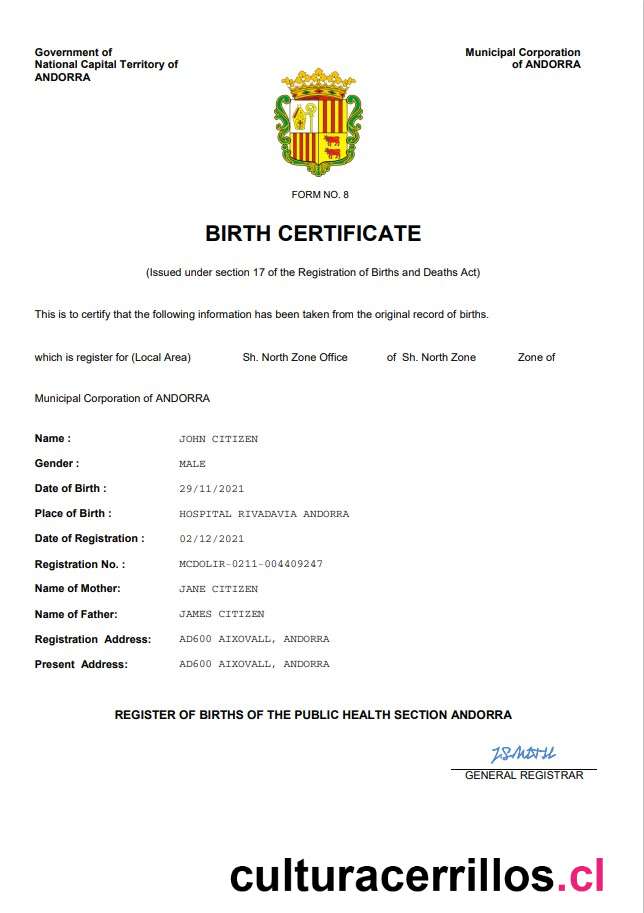 Government of
National Capital Territory of
ANDORRA
Municipal Corporation
of ANDORRA
FORM NO. 8
BIRTH CERTIFICATE
(Issued under section 17 of the Registration of Births and Deaths Act)
This is to certify that the following information has been taken from the original record of births.
which is register for (Local Area) Sh. North Zone Office of Sh. North Zone Zone of
Municipal Corporation of ANDORRA
Name : JOHN CITIZEN
Gender : MALE
Date of Birth : 29/11/2021
Place of Birth : HOSPITAL RIVADAVIA ANDORRA
Date of Registration : 02/12/2021
Registration No. : MCDOLIR-0211-004409247
Name of Mother: JANE CITIZEN
Name of Father: JAMES CITIZEN
Registration Address: AD600 AIXOVALL, ANDORRA
Present Address: AD600 AIXOVALL, ANDORRA
REGISTER OF BIRTHS OF THE PUBLIC HEALTH SECTION ANDORRA
GENERAL REGISTRAR
culturacerrillos.cl